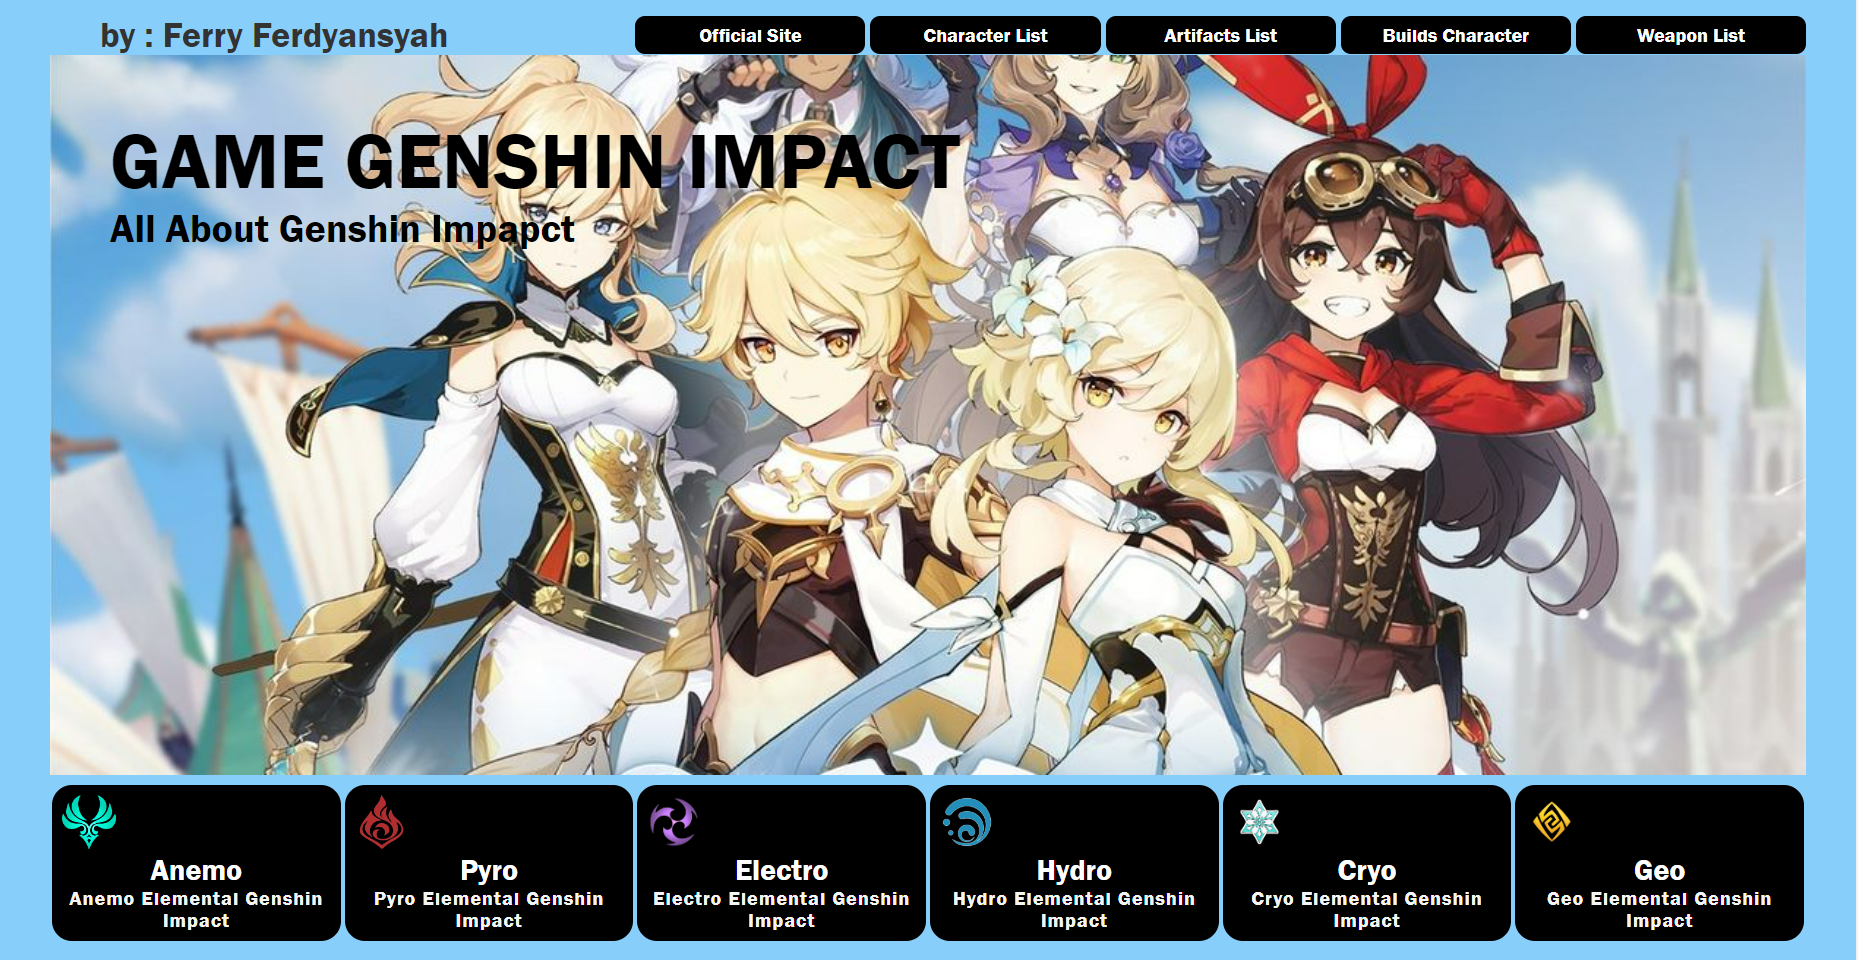 by : Ferry Ferdyansyah
Official Site
Character List
Artifacts List
Builds Character
Weapon List
GAME GENSHIN IMPACT
All About Genshin Impapct
Anemo
Anemo Elemental Genshin
Impact
Pyro
Pyro Elemental Genshin
Impact
Electro
Electro Elemental Genshin
Impact
Hydro
Hydro Elemental Genshin
Impact
Cryo
Cryo Elemental Genshin
Impact
Geo
Geo Elemental Genshin
Impact